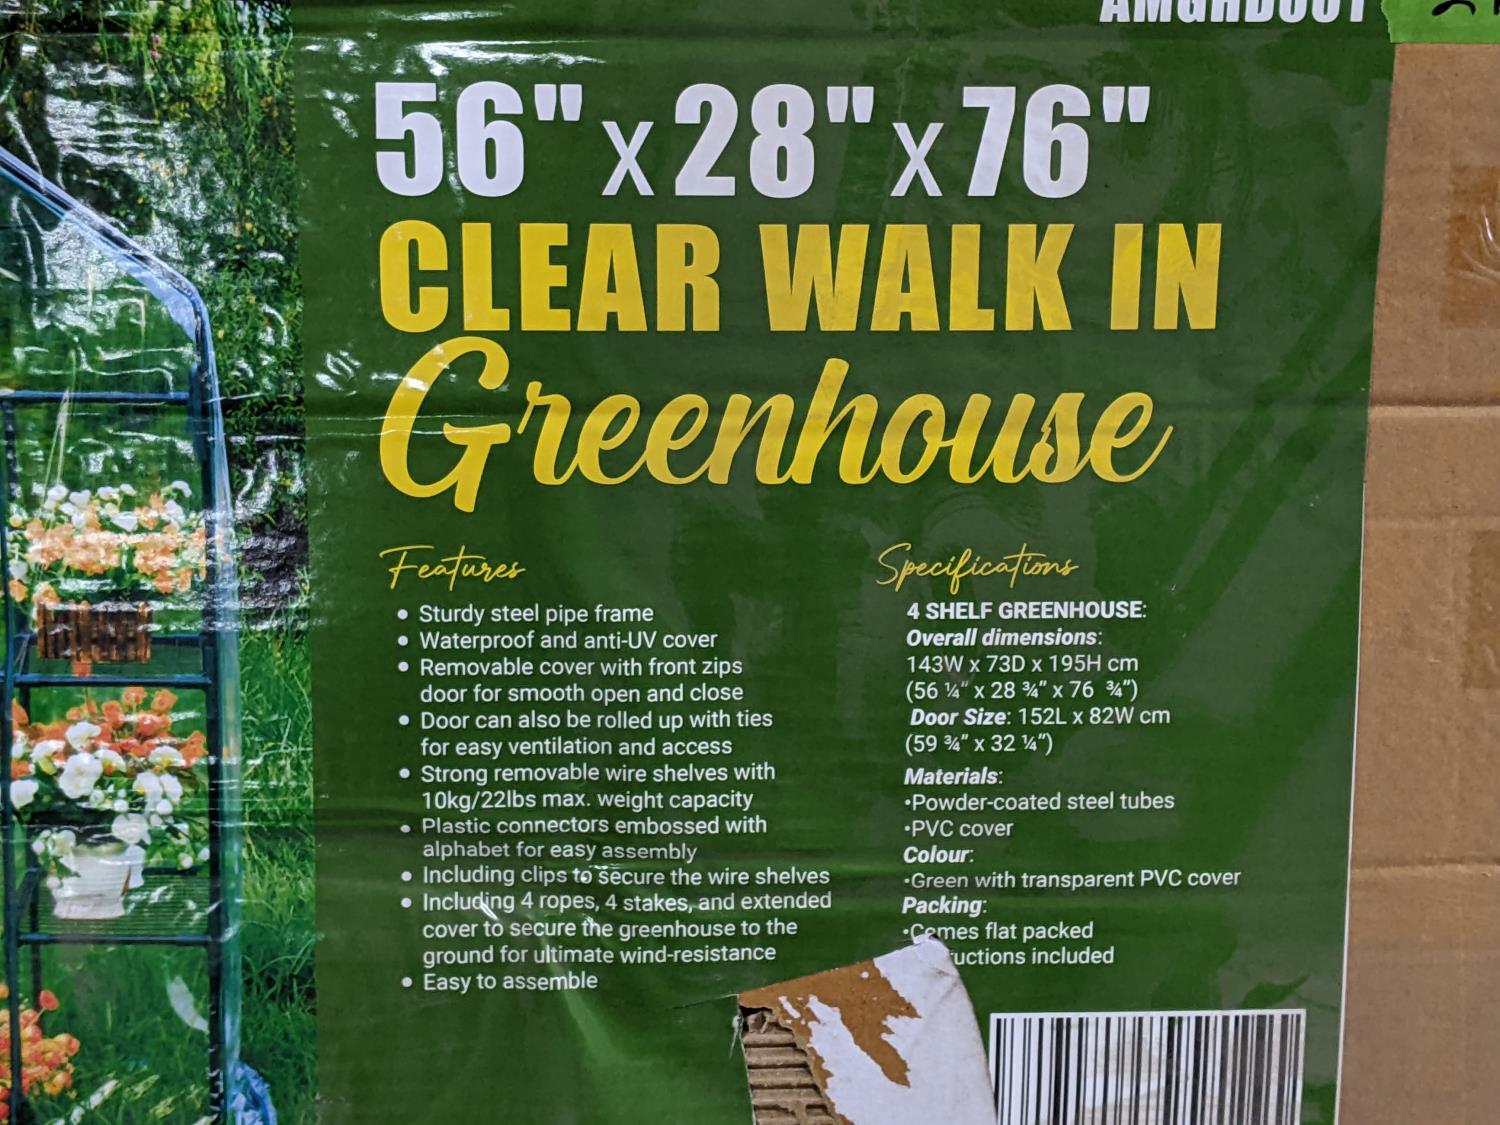 56" x 28" x 76"
CLEAR WALK IN
Greenhouse
Features
• Sturdy steel pipe frame
• Waterproof and anti-UV cover
• Removable cover with front zips
door for smooth open and close
• Door can also be rolled up with ties
for easy ventilation and access
• Strong removable wire shelves with
10kg/22lbs max. weight capacity
• Plastic connectors embossed with
alphabet for easy assembly
• Including clips to secure the wire shelves
• Including 4 ropes, 4 stakes, and extended
cover to secure the greenhouse to the
ground for ultimate wind-resistance
• Easy to assemble
Specifications
4 SHELF GREENHOUSE:
Overall dimensions:
143W x 73D x 195H cm
(56 ¼" x 28 ¾" x 76 ¾")
Door Size: 152L x 82W cm
(59 ¾" x 32 ¼")
Materials:
•Powder-coated steel tubes
•PVC cover
Colour:
•Green with transparent PVC cover
Packing:
•Comes flat packed
included